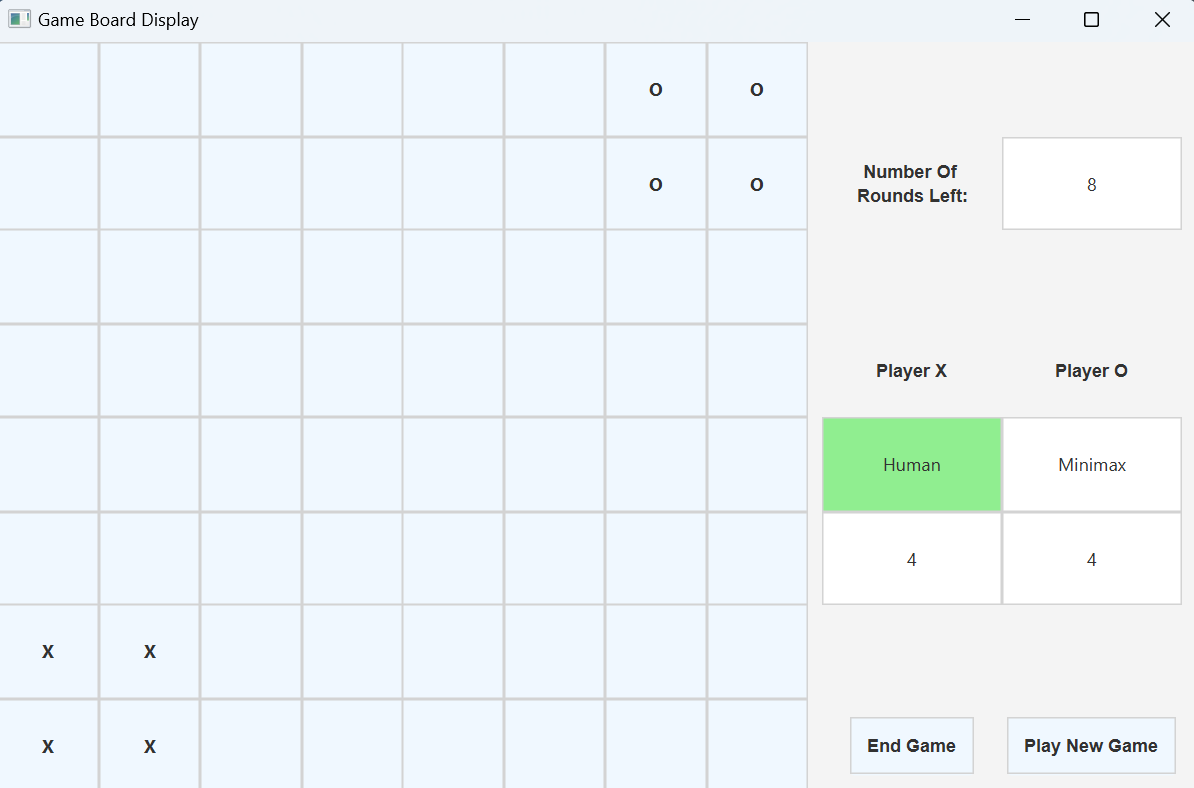 Game Board Display
O O
O O
Number Of
Rounds Left:
8
Player X Player O
Human Minimax
4 4
X X
X X
End Game Play New Game